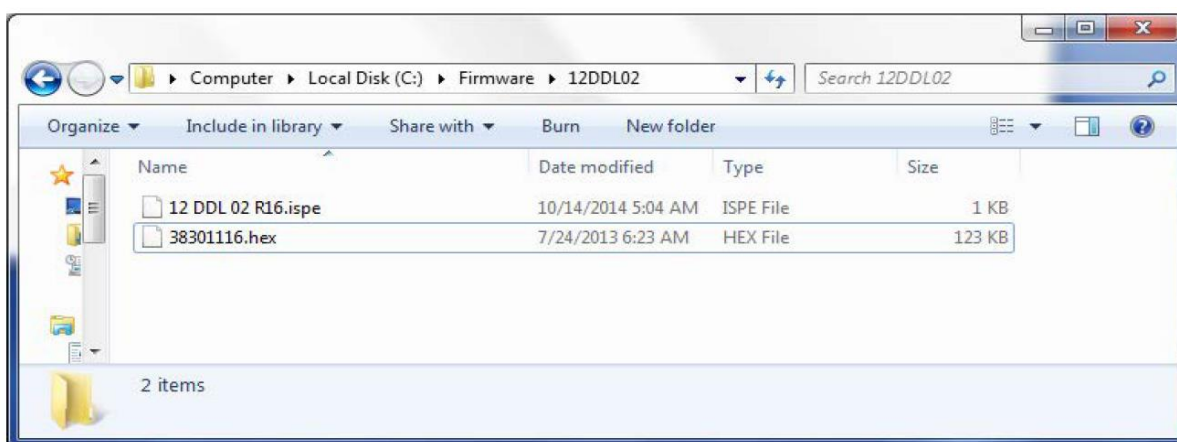 Computer Local Disk (C:) Firmware 12DDL02 Search 12DDL02
Organize Include in library Share with Burn New folder
Name Date modified Type Size
12 DDL 02 R16.ispe 10/14/2014 5:04 AM ISPE File 1 KB
38301116.hex 7/24/2013 6:23 AM HEX File 123 KB
2 items